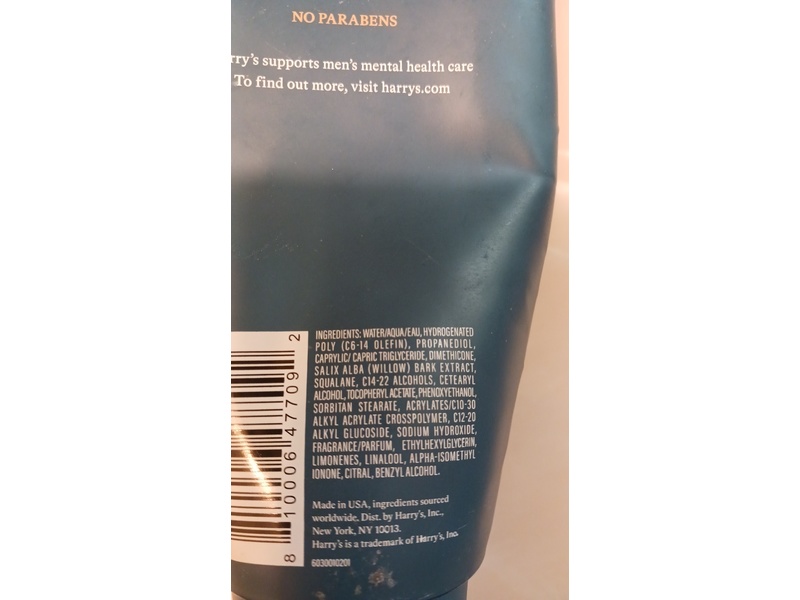 NO PARABENS
rry's supports men's mental health care
To find out more, visit harrys.com
INGREDIENTS: WATER/AQUA/EAU, HYDROGENATED
POLY (C6-14 OLEFIN), PROPANEDIOL,
CAPRYLIC/ CAPRIC TRIGLYCERIDE, DIMETHICONE,
SALIX ALBA (WILLOW) BARK EXTRACT,
SQUALANE, C14-22 ALCOHOLS, CETEARYL
ALCOHOL, TOCOPHERYL ACETATE, PHENOXYETHANOL,
SORBITAN STEARATE, ACRYLATES/C10-30
ALKYL ACRYLATE CROSSPOLYMER, C12-20
ALKYL GLUCOSIDE, SODIUM HYDROXIDE,
FRAGRANCE/PARFUM, ETHYLHEXYLGLYCERIN,
LIMONENES, LINALOOL, ALPHA-ISOMETHYL
IONONE, CITRAL, BENZYL ALCOHOL.
Made in USA, ingredients sourced
worldwide. Dist. by Harry's, Inc.,
New York, NY 10013.
Harry's is a trademark of Harry's, Inc.
6030010201
8 10006 47709 2